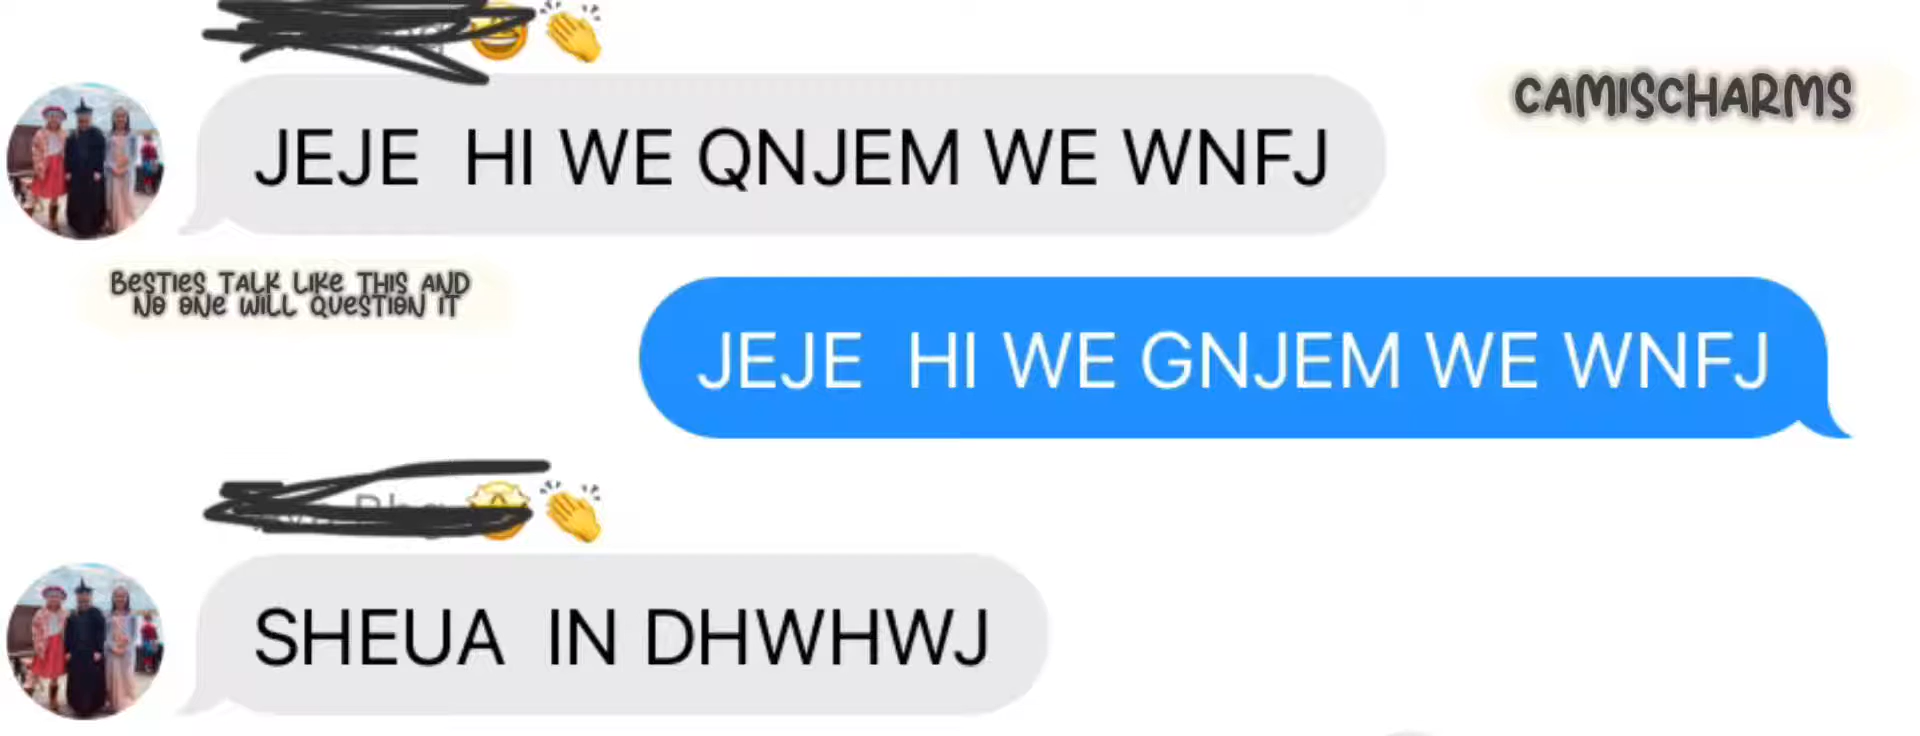 CAMISCHARMS
JEJE  HI WE QNJEM WE WNFJ
BESTIES TALK LIKE THIS AND
NO ONE WILL QUESTION IT
JEJE  HI WE GNJEM WE WNFJ
SHEUA  IN DHWHWJ